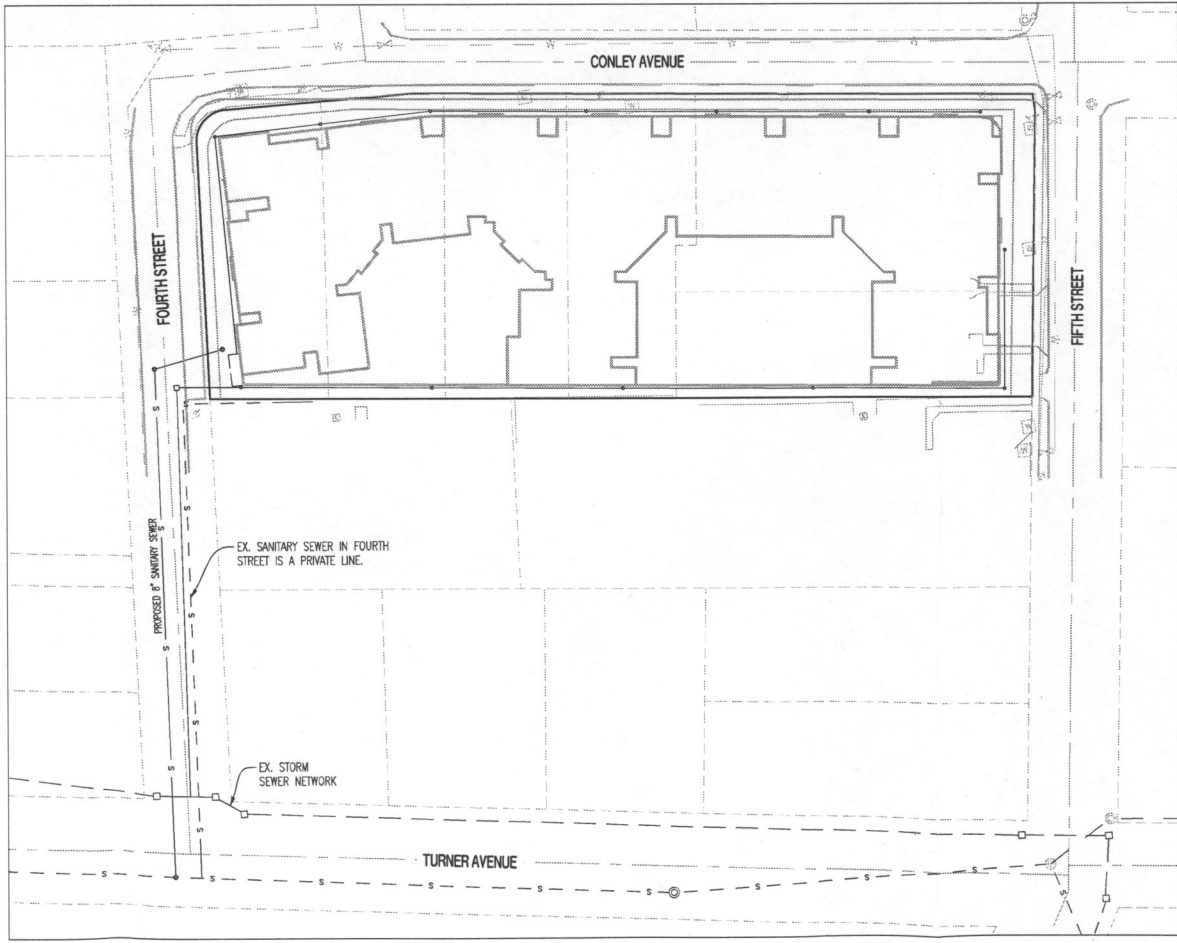 CONLEY AVENUE
FOURTH STREET
FIFTH STREET
S
S
PROPOSED 8" SANITARY SEWER
S
EX. SANITARY SEWER IN FOURTH
STREET IS A PRIVATE LINE.
S
S
S
S
EX. STORM
SEWER NETWORK
S
S
TURNER AVENUE
S
S
S
S
S
S
S
S
S